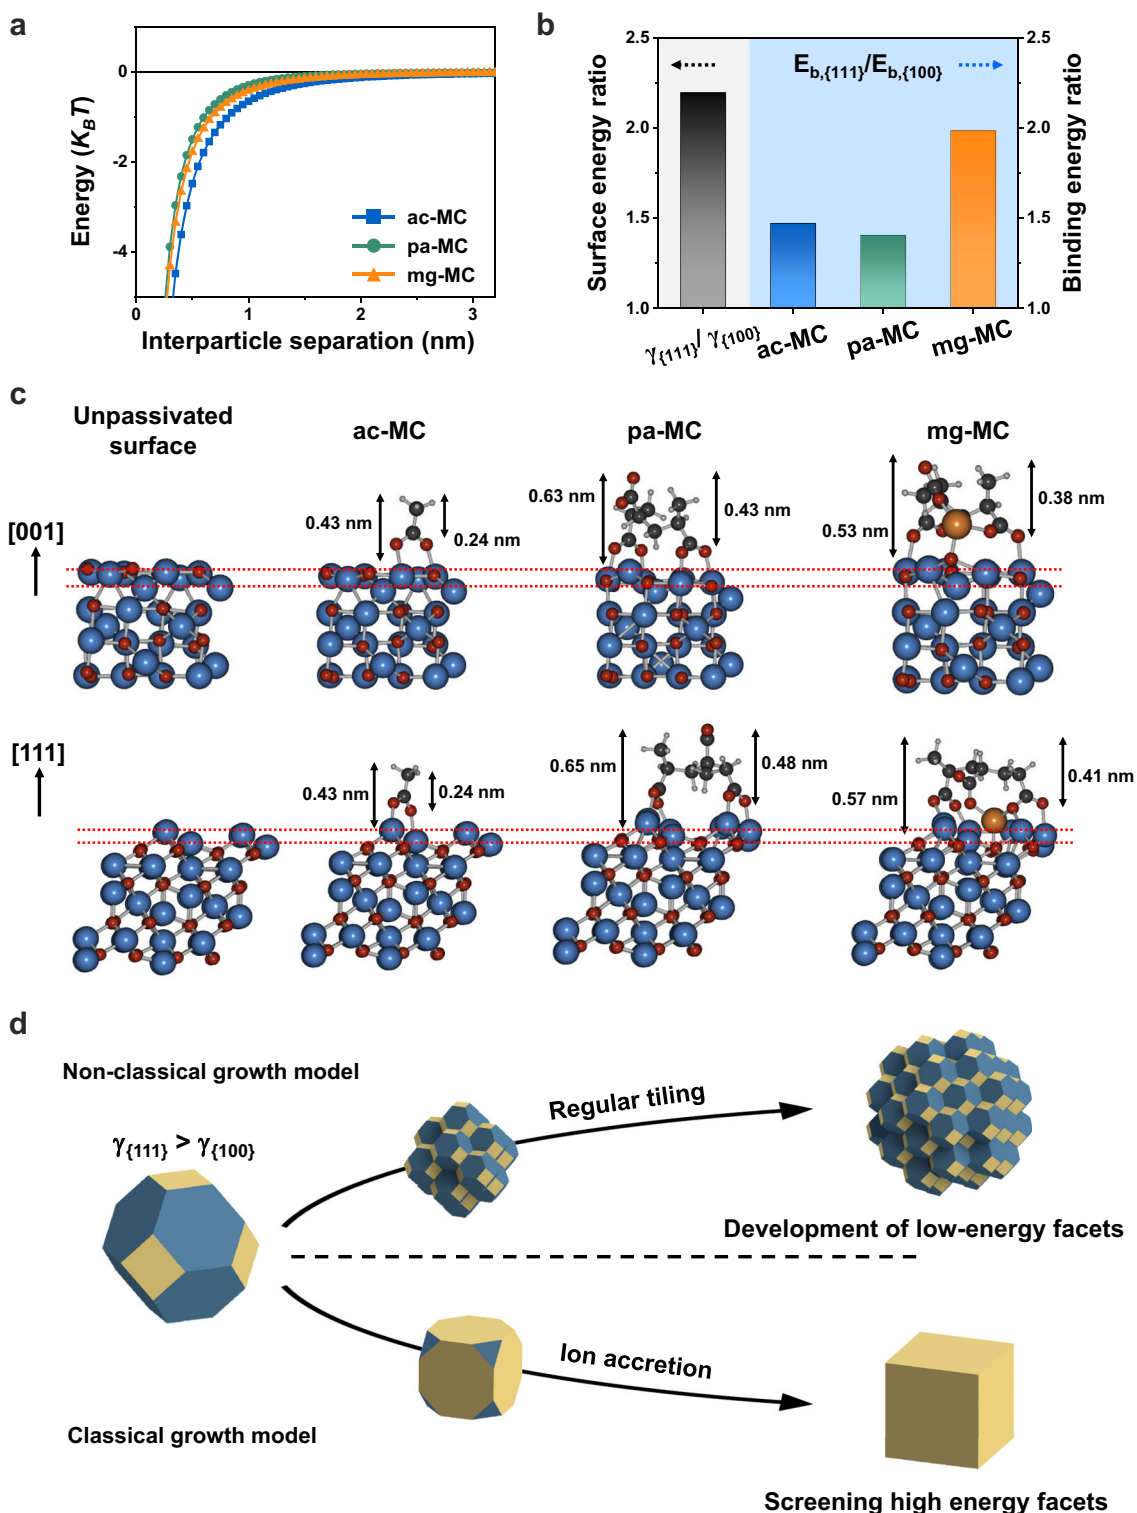 a
Energy (K_B T)
0
-2
-4
ac-MC
pa-MC
mg-MC
0
1
2
3
Interparticle separation (nm)
b
Surface energy ratio
2.5
2.0
1.5
1.0
E_b,{111}/E_b,{100}
2.5
2.0
1.5
1.0
Binding energy ratio
γ{111}/ γ{100}
ac-MC
pa-MC
mg-MC
c
Unpassivated
surface
ac-MC
pa-MC
mg-MC
[001]
0.43 nm
0.24 nm
0.63 nm
0.43 nm
0.53 nm
0.38 nm
[111]
0.43 nm
0.24 nm
0.65 nm
0.48 nm
0.57 nm
0.41 nm
d
Non-classical growth model
γ{111} > γ{100}
Regular tiling
Development of low-energy facets
Ion accretion
Classical growth model
Screening high energy facets